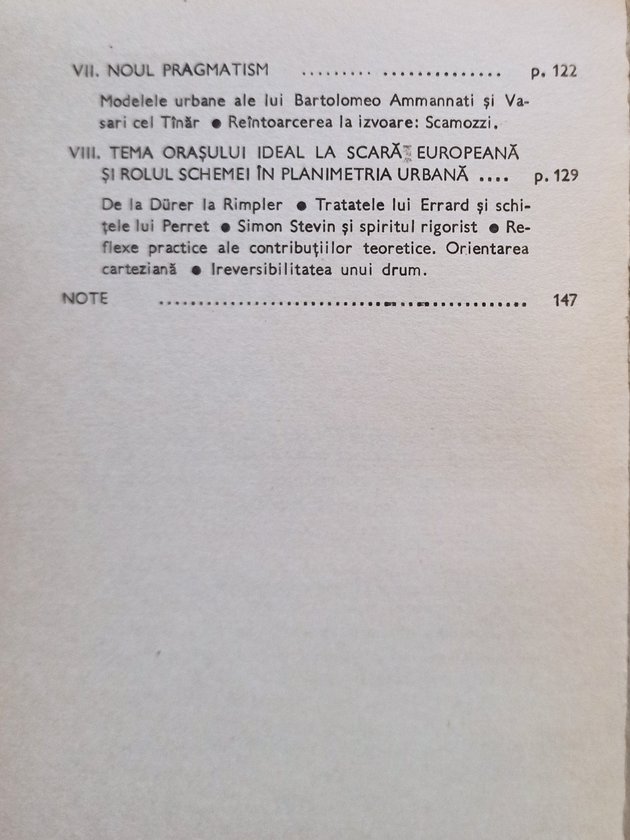 VII. NOUL PRAGMATISM ......... ............... p. 122
Modelele urbane ale lui Bartolomeo Ammannati și Va-
sari cel Tînăr ● Reîntoarcerea la izvoare: Scamozzi.
VIII. TEMA ORAȘULUI IDEAL LA SCARĂ EUROPEANĂ
ȘI ROLUL SCHEMEI ÎN PLANIMETRIA URBANĂ .... p. 129
De la Dürer la Rimpler ● Tratatele lui Errard și schi-
țele lui Perret ● Simon Stevin și spiritul rigorist ● Re-
flexe practice ale contribuțiilor teoretice. Orientarea
carteziană ● Ireversibilitatea unui drum.
NOTE ............................................ 147